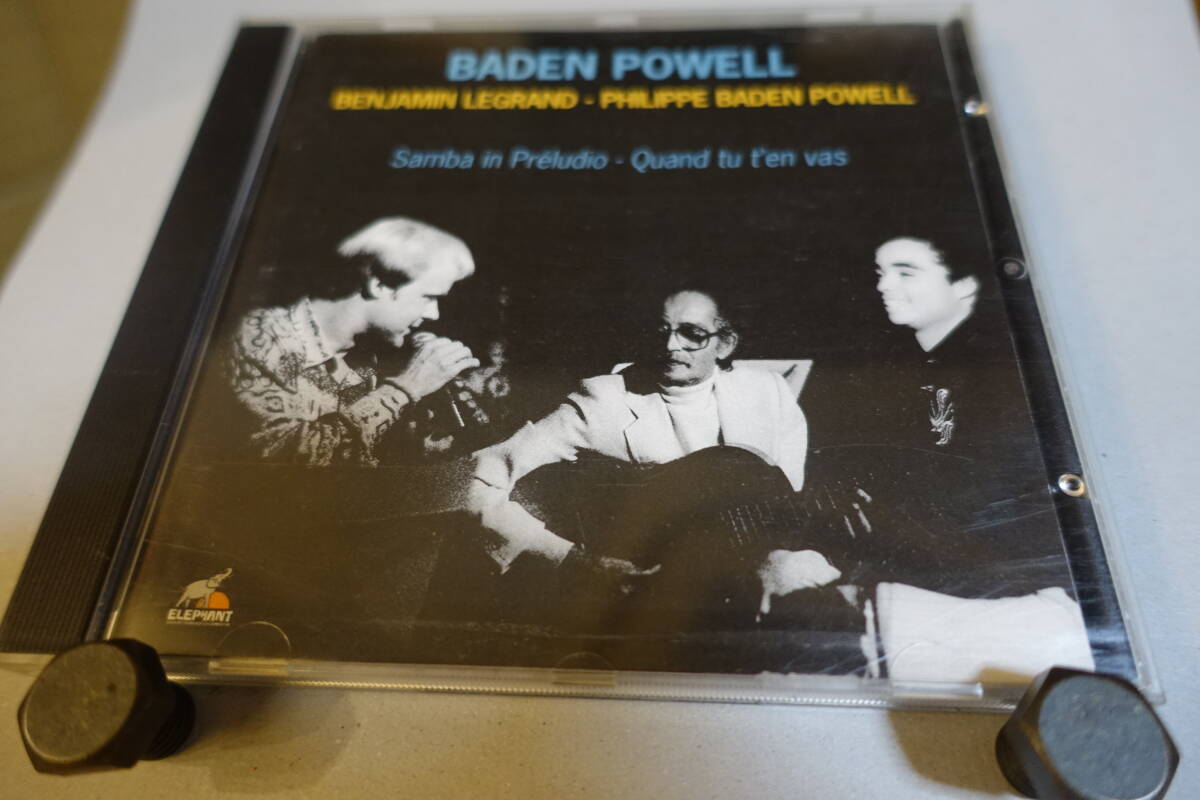 BADEN POWELL
BENJAMIN LEGRAND - PHILIPPE BADEN POWELL
Samba in Préludio - Quand tu t'en vas
ELEPHANT